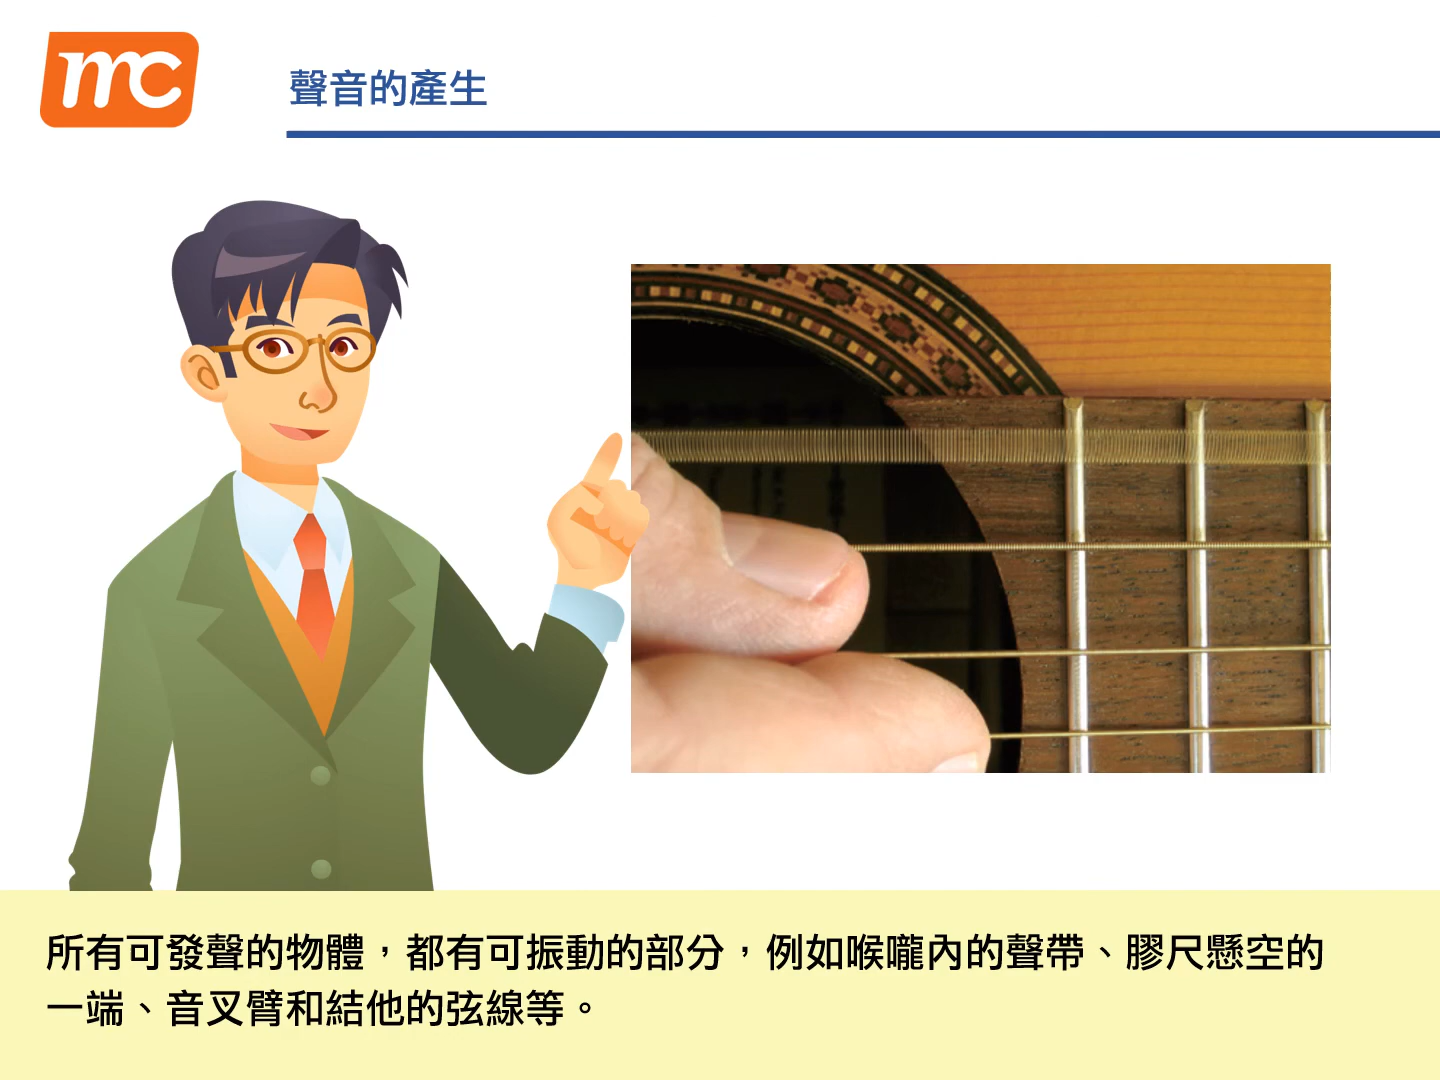 mc
聲音的產生
所有可發聲的物體，都有可振動的部分，例如喉嚨內的聲帶、膠尺懸空的
一端、音叉臂和結他的弦線等。